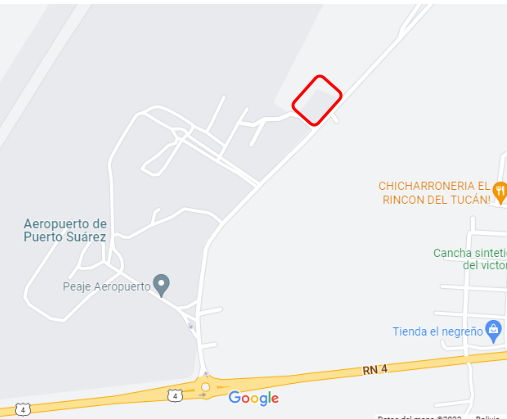 CHICHARRONERIA EL
RINCON DEL TUCÁN!
Aeropuerto de
Puerto Suárez
Cancha sinteti
del victor
Peaje Aeropuerto
Tienda el negreño
RN 4
4
4
Google
Datos del mapa ©2023
Bolivia